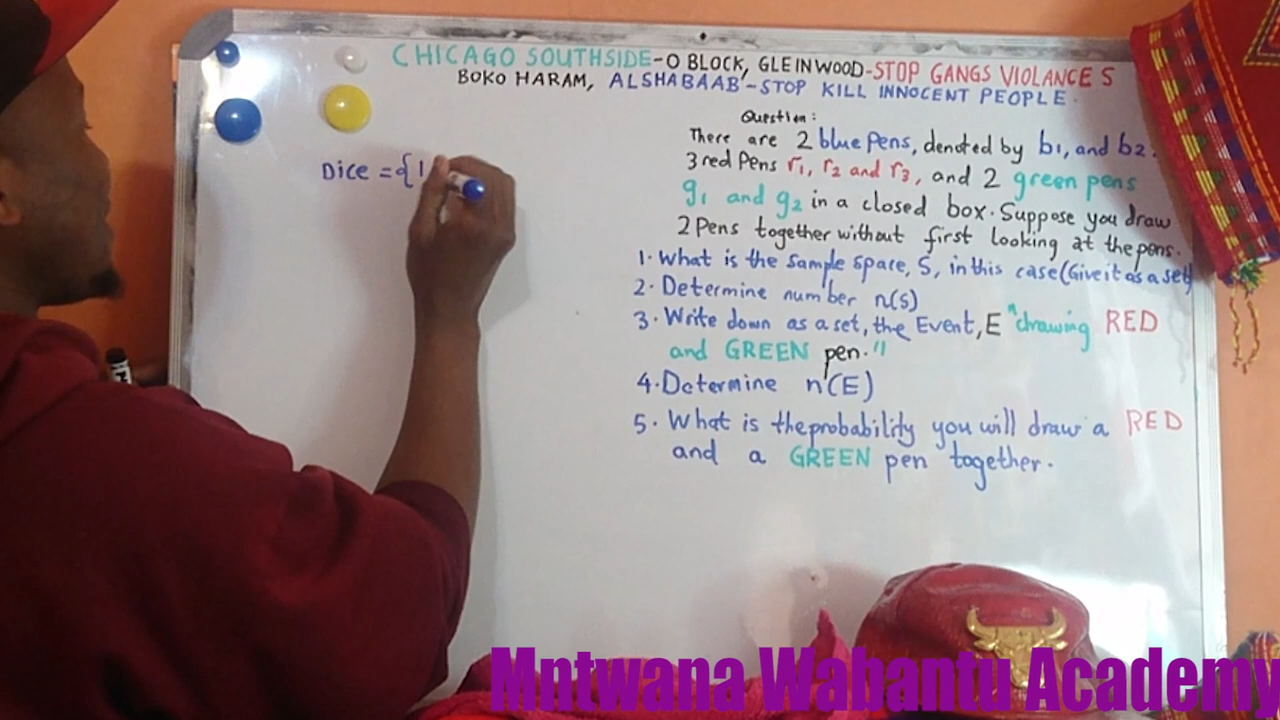 CHICAGO SOUTHSIDE-O BLOCK, GLEINWOOD-STOP GANGS VIOLANCES
BOKO HARAM, ALSHABAAB-STOP KILL INNOCENT PEOPLE.
Question:
There are 2 blue Pens, denoted by b1, and b2.
3 red Pens r1, r2 and r3, and 2 green pens
g1 and g2 in a closed box. Suppose you draw
2 Pens together without first looking at the pens.
1. What is the sample space, S, in this case (Give it as a set)
2. Determine number n(s)
3. Write down as a set, the Event, E "drawing RED
and GREEN pen."
4. Determine n(E)
5. What is the probability you will draw a RED
and a GREEN pen together.
Dice = {1
Mntwana Wabantu Academy